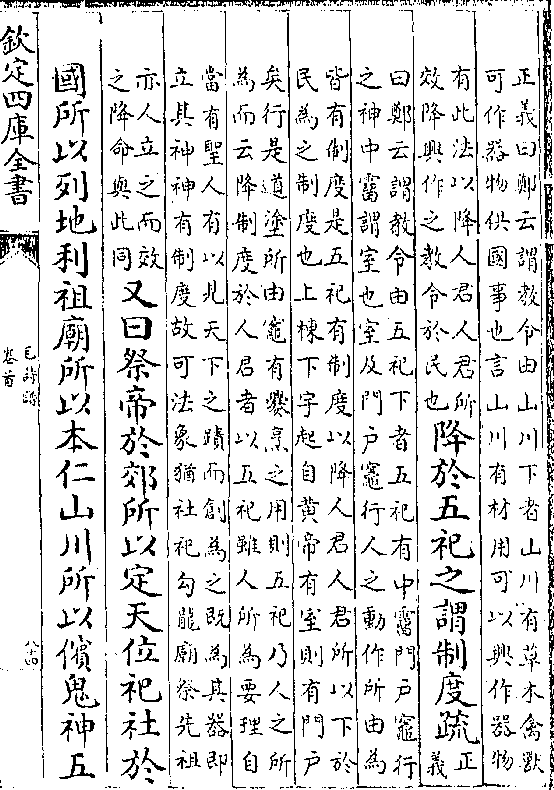 正義曰鄭云謂教令由山川下者山川有草木禽獸
可作器物供國事也言山川有材用可以興作器物
有此法以降人君人君所
效降興作之教令於民也
降於五祀之謂制度疏
正
義
曰鄭云謂教令由五祀下者五祀有中霤門戶竈行
之神中霤謂室也室及門戶竈行人之動作所由為
皆有制度是五祀有制度以降人君人君所以下於
民為之制度也上棟下宇起自黃帝有室則有門戶
矣行是道塗所由竈有爨烹之用則五祀乃人之所
為而云降制度於人君者以五祀雖人所為要理自
當有聖人有以見天下之蹟而創為之既為其器即
立其神神有制度故可法象猶社祀勾龍廟祭先祖
亦人立之而效
之降命與此同
又曰祭帝於郊所以定天位祀社於
國所以列地利祖廟所以本仁山川所以儐鬼神五
欽定四庫全書
毛詩譜
卷首